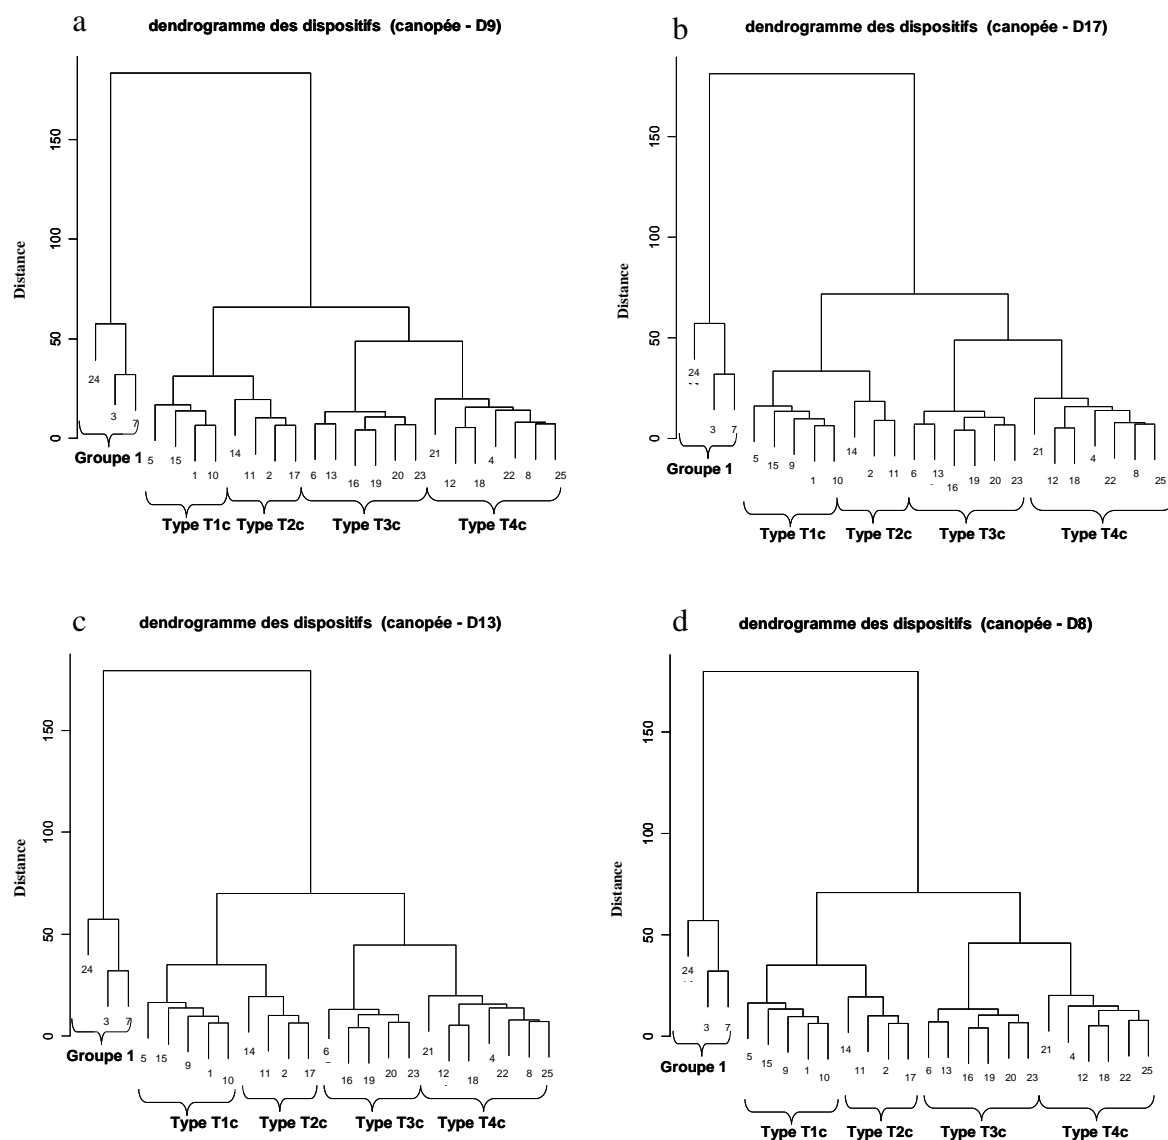 a
dendrogramme des dispositifs (canopée - D9)
Distance
0 50 100 150
24
3 7
Groupe 1
5 15 1 10 14 11 2 17 6 13 16 19 20 23 21 12 18 4 22 8 25
Type T1c Type T2c Type T3c Type T4c
b
dendrogramme des dispositifs (canopée - D17)
Distance
0 50 100 150
24
3 7
Groupe 1
5 15 9 1 10 14 2 11 6 13 16 19 20 23 21 12 18 4 22 8 25
Type T1c Type T2c Type T3c Type T4c
c
dendrogramme des dispositifs (canopée - D13)
Distance
0 50 100 150
24
3 7
Groupe 1
5 15 9 1 10 14 11 2 17 6 16 19 20 23 21 12 18 4 22 8 25
Type T1c Type T2c Type T3c Type T4c
d
dendrogramme des dispositifs (canopée - D8)
Distance
0 50 100 150
24
3 7
Groupe 1
5 15 9 1 10 14 11 2 17 6 13 16 19 20 23 21 4 12 18 22 25
Type T1c Type T2c Type T3c Type T4c